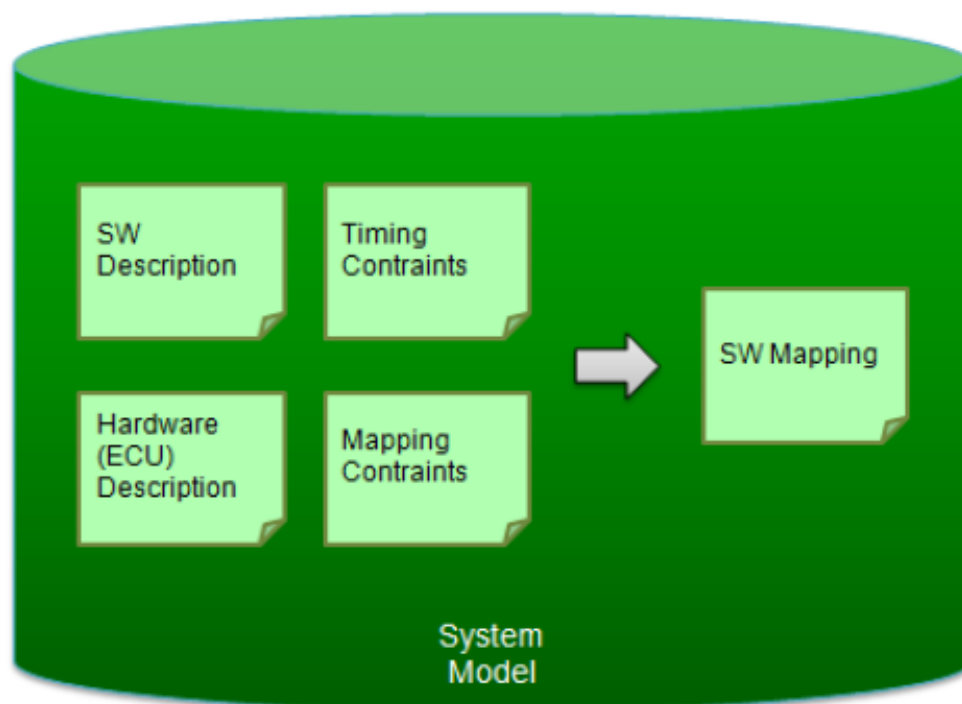 SW
Description
Timing
Contraints
SW Mapping
Hardware
(ECU)
Description
Mapping
Contraints
System
Model